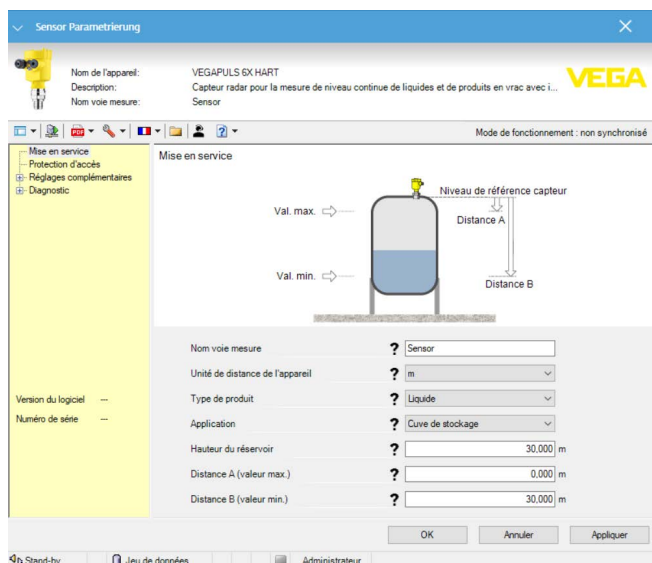 Sensor Parametrierung
Nom de l'appareil: VEGAPULS 6X HART
Description: Capteur radar pour la mesure de niveau continue de liquides et de produits en vrac avec i...
Nom voie mesure: Sensor
VEGA
PDF
?
Mode de fonctionnement : non synchronisé
Mise en service
Protection d'accès
Réglages complémentaires
Diagnostic
Version du logiciel ---
Numéro de série ---
Mise en service
Niveau de référence capteur
Val. max.
Distance A
Val. min.
Distance B
Nom voie mesure ? Sensor
Unité de distance de l'appareil ? m
Type de produit ? Liquide
Application ? Cuve de stockage
Hauteur du réservoir ? 30,000 m
Distance A (valeur max.) ? 0,000 m
Distance B (valeur min.) ? 30,000 m
OK Annuler Appliquer
Stand-by Jeu de données Administrateur